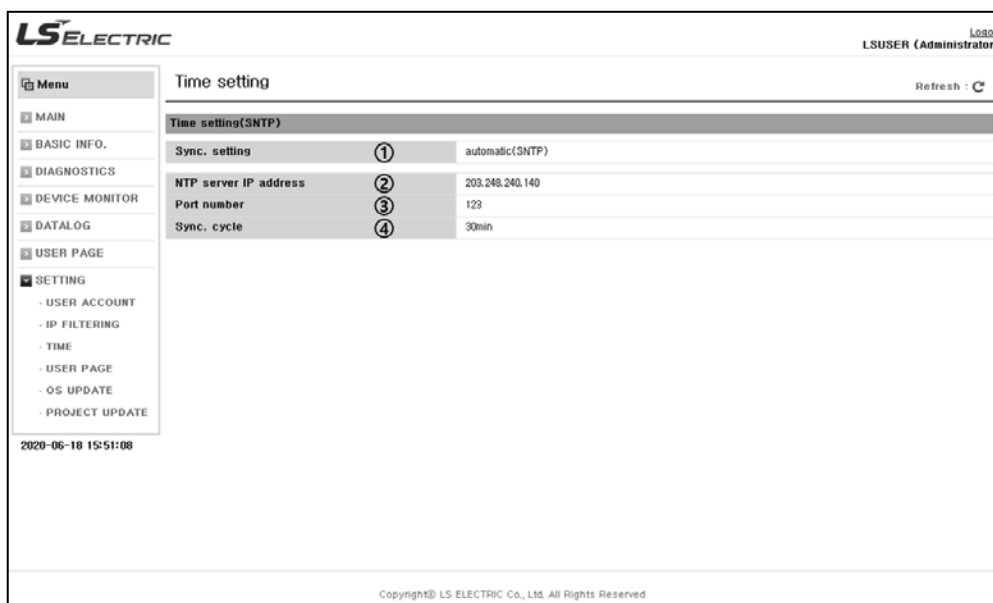 LS ELECTRIC
Logo
LSUSER (Administrator
Menu
MAIN
BASIC INFO.
DIAGNOSTICS
DEVICE MONITOR
DATALOG
USER PAGE
SETTING
· USER ACCOUNT
· IP FILTERING
· TIME
· USER PAGE
· OS UPDATE
· PROJECT UPDATE
2020-06-18 15:51:08
Time setting
Refresh :
Time setting(SNTP)
Sync. setting ① automatic(SNTP)
NTP server IP address ② 203.248.240.140
Port number ③ 123
Sync. cycle ④ 30min
Copyright® LS ELECTRIC Co., Ltd. All Rights Reserved